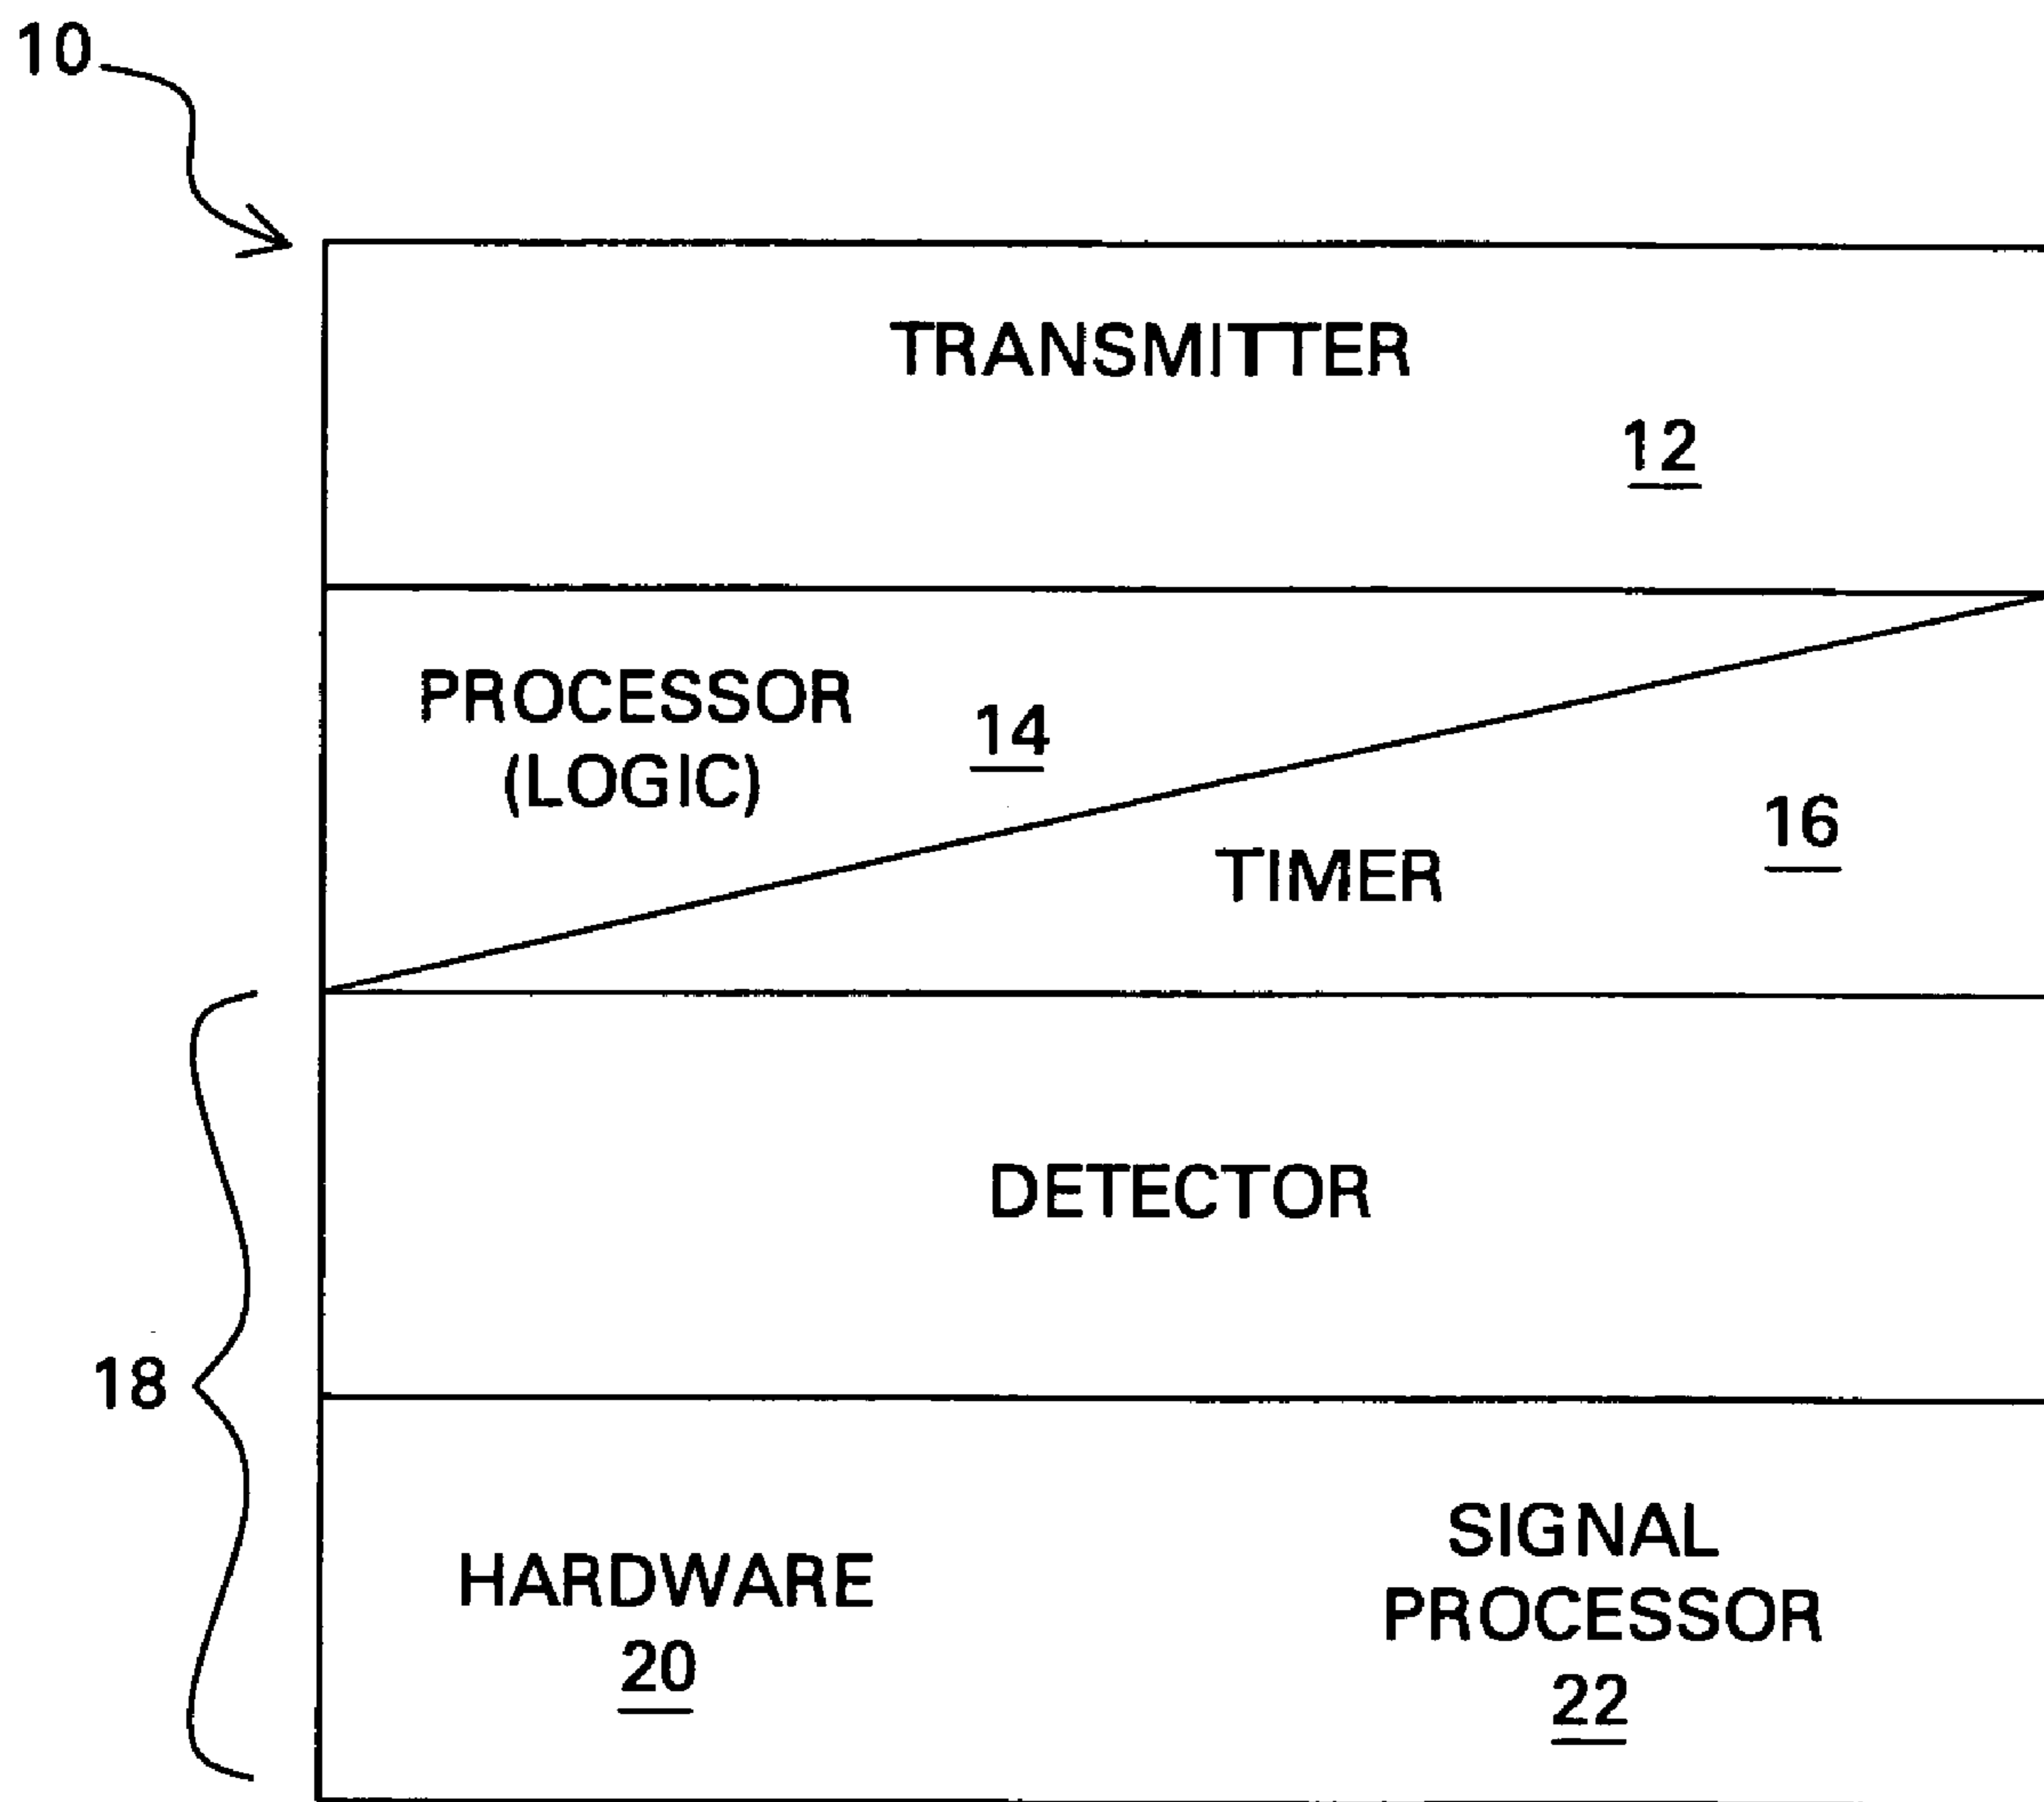 10
TRANSMITTER
12
PROCESSOR
(LOGIC)
14
TIMER
16
DETECTOR
18
HARDWARE
20
SIGNAL
PROCESSOR
22